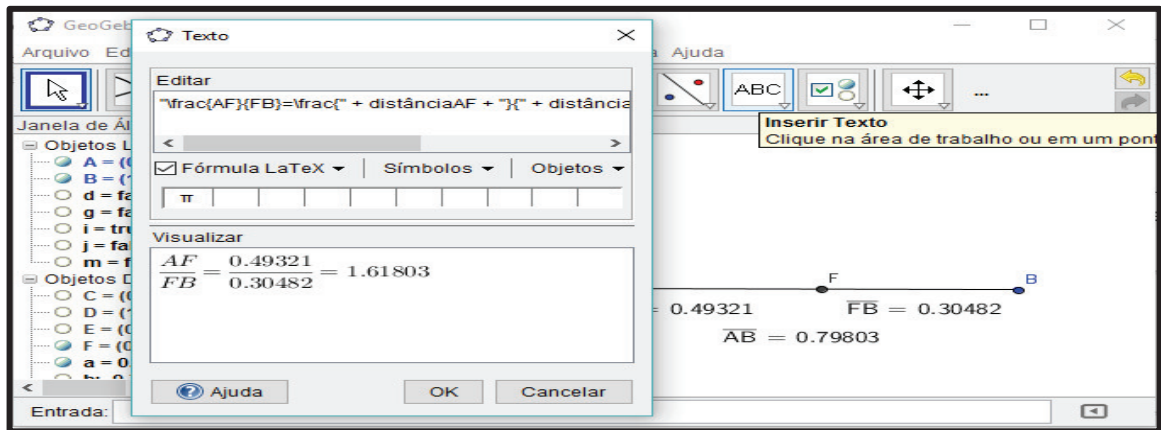 GeoGeb
Arquivo Ed
Ajuda
ABC
...
Inserir Texto
Clique na área de trabalho ou em um pont
Janela de Ál
Objetos L
A = (
B = (
d = fa
g = fa
i = tru
j = fal
m = f
Objetos D
C = (
D = (
E = (
F = (
a = 0
Entrada:
Texto
Editar
"\frac{AF}{FB}=\frac{" + distânciaAF + "}{" + distância
Fórmula LaTeX
Símbolos
Objetos
π
Visualizar
AF/FB = 0.49321/0.30482 = 1.61803
Ajuda
OK
Cancelar
F
B
= 0.49321
FB = 0.30482
AB = 0.79803